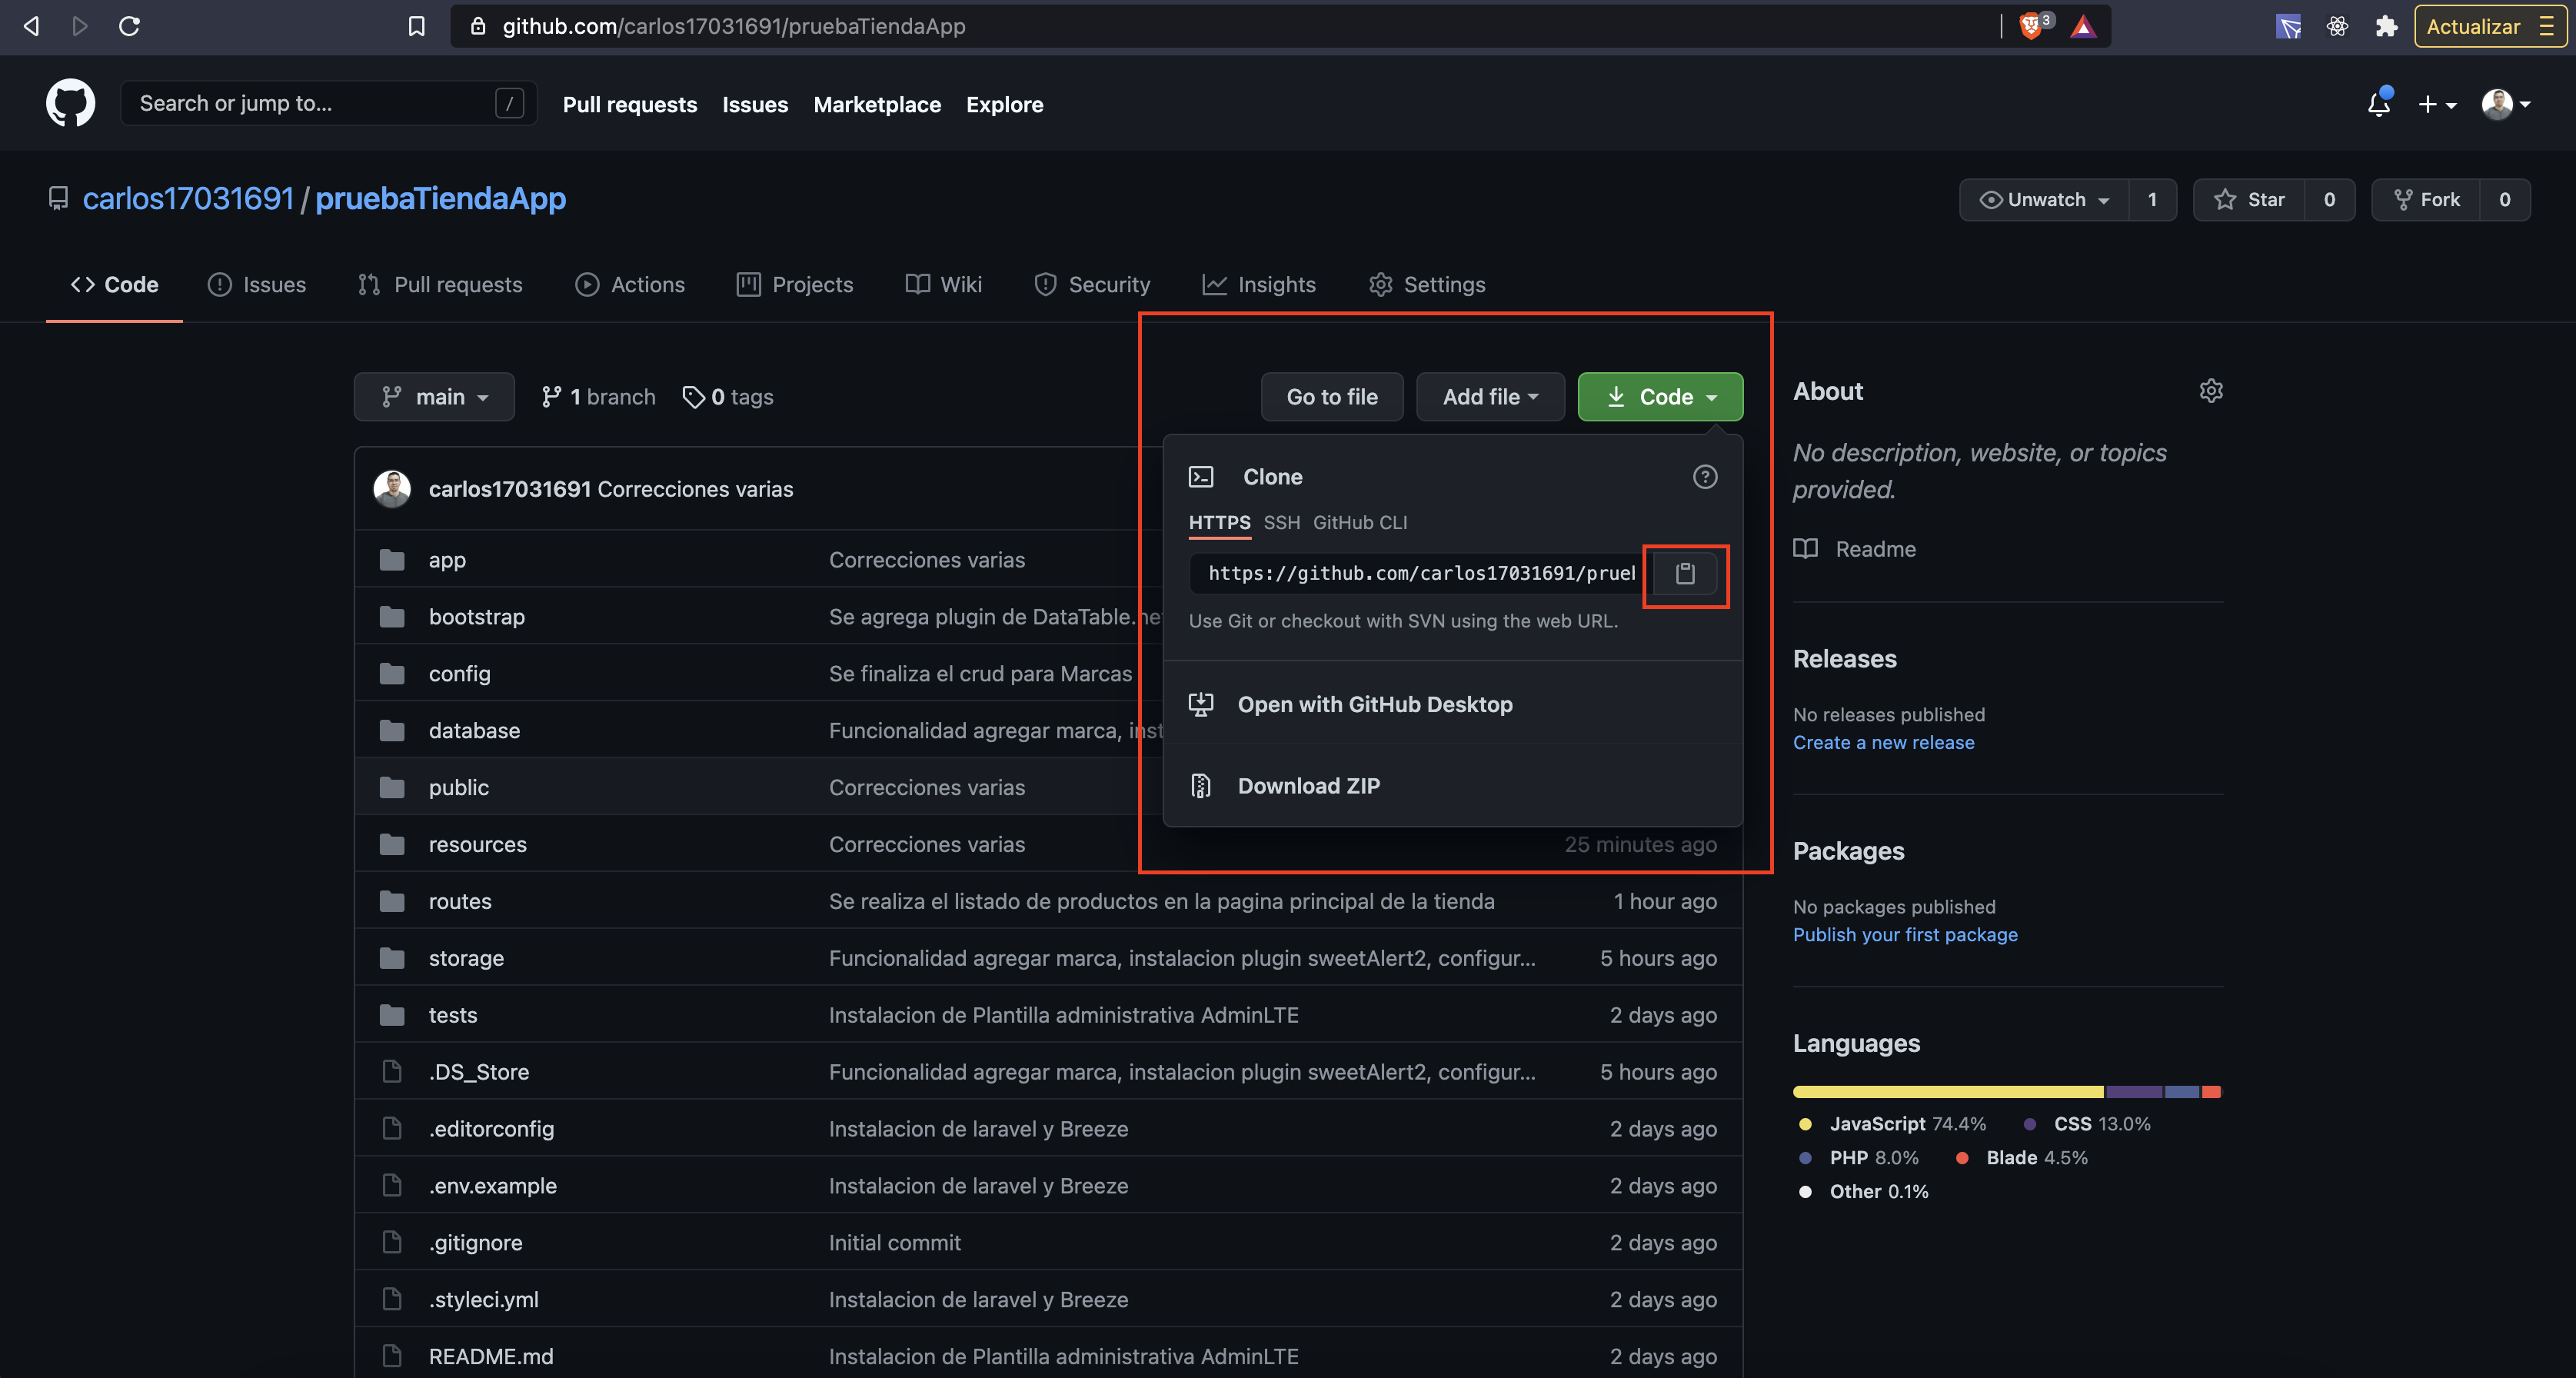 github.com/carlos17031691/pruebaTiendaApp
3
Actualizar
Search or jump to...
/
Pull requests
Issues
Marketplace
Explore
carlos17031691 / pruebaTiendaApp
Unwatch
1
Star
0
Fork
0
Code
Issues
Pull requests
Actions
Projects
Wiki
Security
Insights
Settings
main
1 branch
0 tags
Go to file
Add file
Code
carlos17031691 Correcciones varias
app
Correcciones varias
bootstrap
Se agrega plugin de DataTable.net
config
Se finaliza el crud para Marcas
database
Funcionalidad agregar marca, inst
public
Correcciones varias
resources
Correcciones varias
25 minutes ago
routes
Se realiza el listado de productos en la pagina principal de la tienda
1 hour ago
storage
Funcionalidad agregar marca, instalacion plugin sweetAlert2, configur...
5 hours ago
tests
Instalacion de Plantilla administrativa AdminLTE
2 days ago
.DS_Store
Funcionalidad agregar marca, instalacion plugin sweetAlert2, configur...
5 hours ago
.editorconfig
Instalacion de laravel y Breeze
2 days ago
.env.example
Instalacion de laravel y Breeze
2 days ago
.gitignore
Initial commit
2 days ago
.styleci.yml
Instalacion de laravel y Breeze
2 days ago
README.md
Instalacion de Plantilla administrativa AdminLTE
2 days ago
Clone
HTTPS
SSH
GitHub CLI
https://github.com/carlos17031691/prue
Use Git or checkout with SVN using the web URL.
Open with GitHub Desktop
Download ZIP
About
No description, website, or topics
provided.
Readme
Releases
No releases published
Create a new release
Packages
No packages published
Publish your first package
Languages
JavaScript 74.4%
CSS 13.0%
PHP 8.0%
Blade 4.5%
Other 0.1%